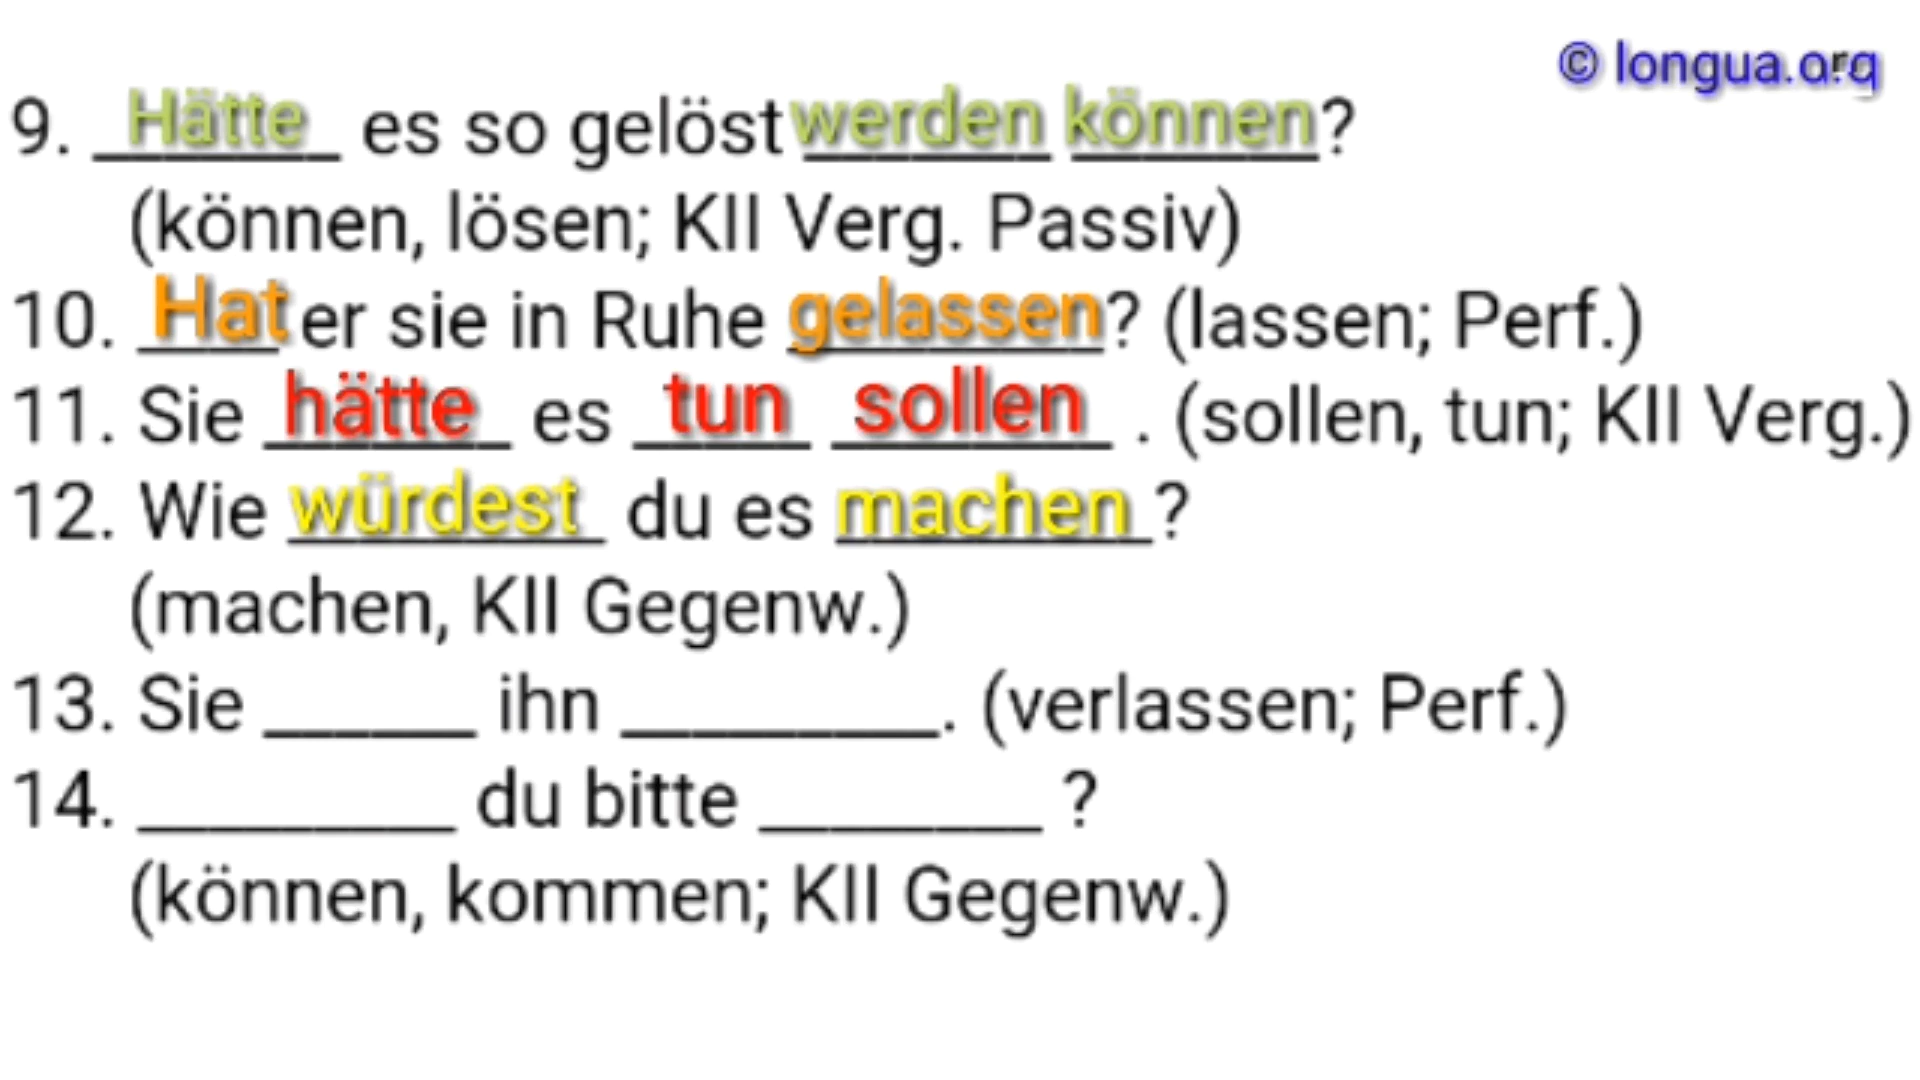 © longua.org
9. Hätte es so gelöst werden können?
(können, lösen; KII Verg. Passiv)
10. Hat er sie in Ruhe gelassen? (lassen; Perf.)
11. Sie hätte es tun sollen . (sollen, tun; KII Verg.)
12. Wie würdest du es machen ?
(machen, KII Gegenw.)
13. Sie ______ ihn _________. (verlassen; Perf.)
14. _________ du bitte ________ ?
(können, kommen; KII Gegenw.)